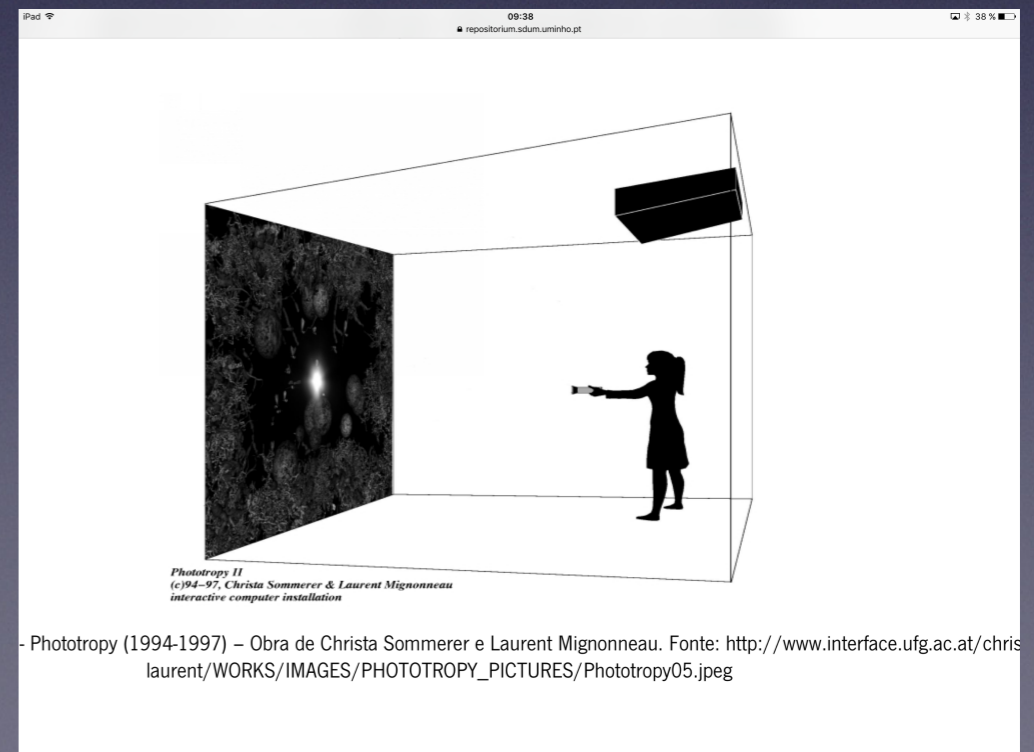 iPad 09:38 38 %
repositorium.sdum.uminho.pt
Phototropy II
(c)94–97, Christa Sommerer & Laurent Mignonneau
interactive computer installation
- Phototropy (1994-1997) – Obra de Christa Sommerer e Laurent Mignonneau. Fonte: http://www.interface.ufg.ac.at/chris
laurent/WORKS/IMAGES/PHOTOTROPY_PICTURES/Phototropy05.jpeg